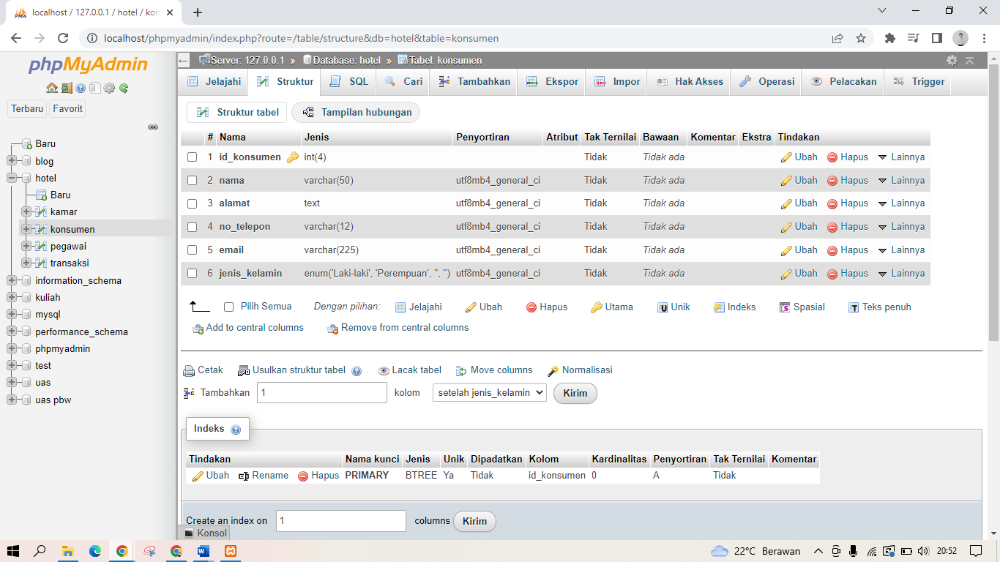 localhost / 127.0.0.1 / hotel / kon
localhost/phpmyadmin/index.php?route=/table/structure&db=hotel&table=konsumen
phpMyAdmin
Terbaru Favorit
Baru
blog
hotel
Baru
kamar
konsumen
pegawai
transaksi
information_schema
kuliah
mysql
performance_schema
phpmyadmin
test
uas
uas pbw
Server: 127.0.0.1 » Database: hotel » Tabel: konsumen
Jelajahi Struktur SQL Cari Tambahkan Ekspor Impor Hak Akses Operasi Pelacakan Trigger
Struktur tabel Tampilan hubungan
# Nama Jenis Penyortiran Atribut Tak Ternilai Bawaan Komentar Ekstra Tindakan
1 id_konsumen int(4) Tidak Tidak ada Ubah Hapus Lainnya
2 nama varchar(50) utf8mb4_general_ci Tidak Tidak ada Ubah Hapus Lainnya
3 alamat text utf8mb4_general_ci Tidak Tidak ada Ubah Hapus Lainnya
4 no_telepon varchar(12) utf8mb4_general_ci Tidak Tidak ada Ubah Hapus Lainnya
5 email varchar(225) utf8mb4_general_ci Tidak Tidak ada Ubah Hapus Lainnya
6 jenis_kelamin enum('Laki-laki', 'Perempuan', '', '') utf8mb4_general_ci Tidak Tidak ada Ubah Hapus Lainnya
Pilih Semua Dengan pilihan: Jelajahi Ubah Hapus Utama Unik Indeks Spasial Teks penuh
Add to central columns Remove from central columns
Cetak Usulkan struktur tabel Lacak tabel Move columns Normalisasi
Tambahkan 1 kolom setelah jenis_kelamin Kirim
Indeks
Tindakan Nama kunci Jenis Unik Dipadatkan Kolom Kardinalitas Penyortiran Tak Ternilai Komentar
Ubah Rename Hapus PRIMARY BTREE Ya Tidak id_konsumen 0 A Tidak
Create an index on 1 columns Kirim
Konsol
22°C Berawan 20:52